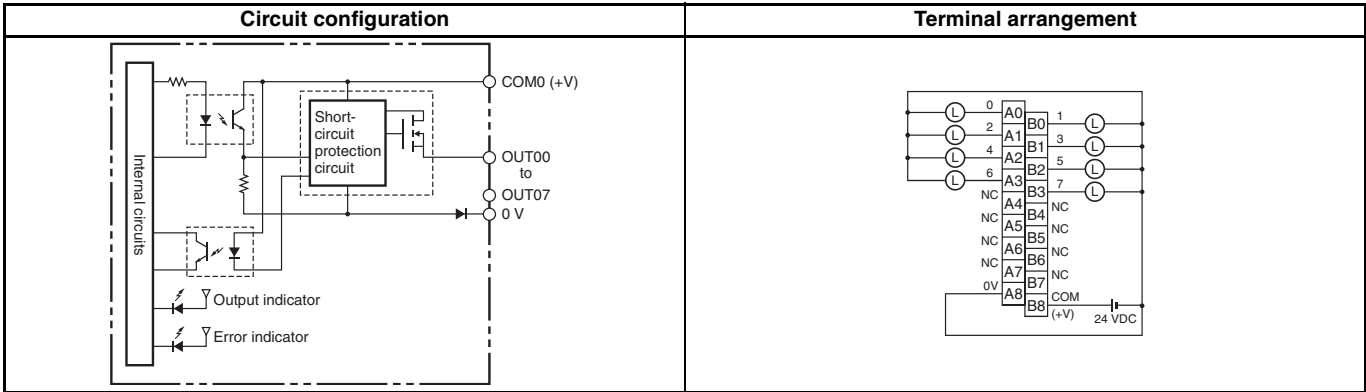 Circuit configuration
Terminal arrangement
Internal circuits
Short-
circuit
protection
circuit
COM0 (+V)
OUT00
to
OUT07
0 V
Output indicator
Error indicator
0 A0
B0 1
L L
2 A1
B1 3
L L
4 A2
B2 5
L L
6 A3
B3 7
L L
NC A4
B4 NC
NC A5
B5 NC
NC A6
B6 NC
NC A7
B7 NC
0V A8
B8 COM
(+V)
24 VDC